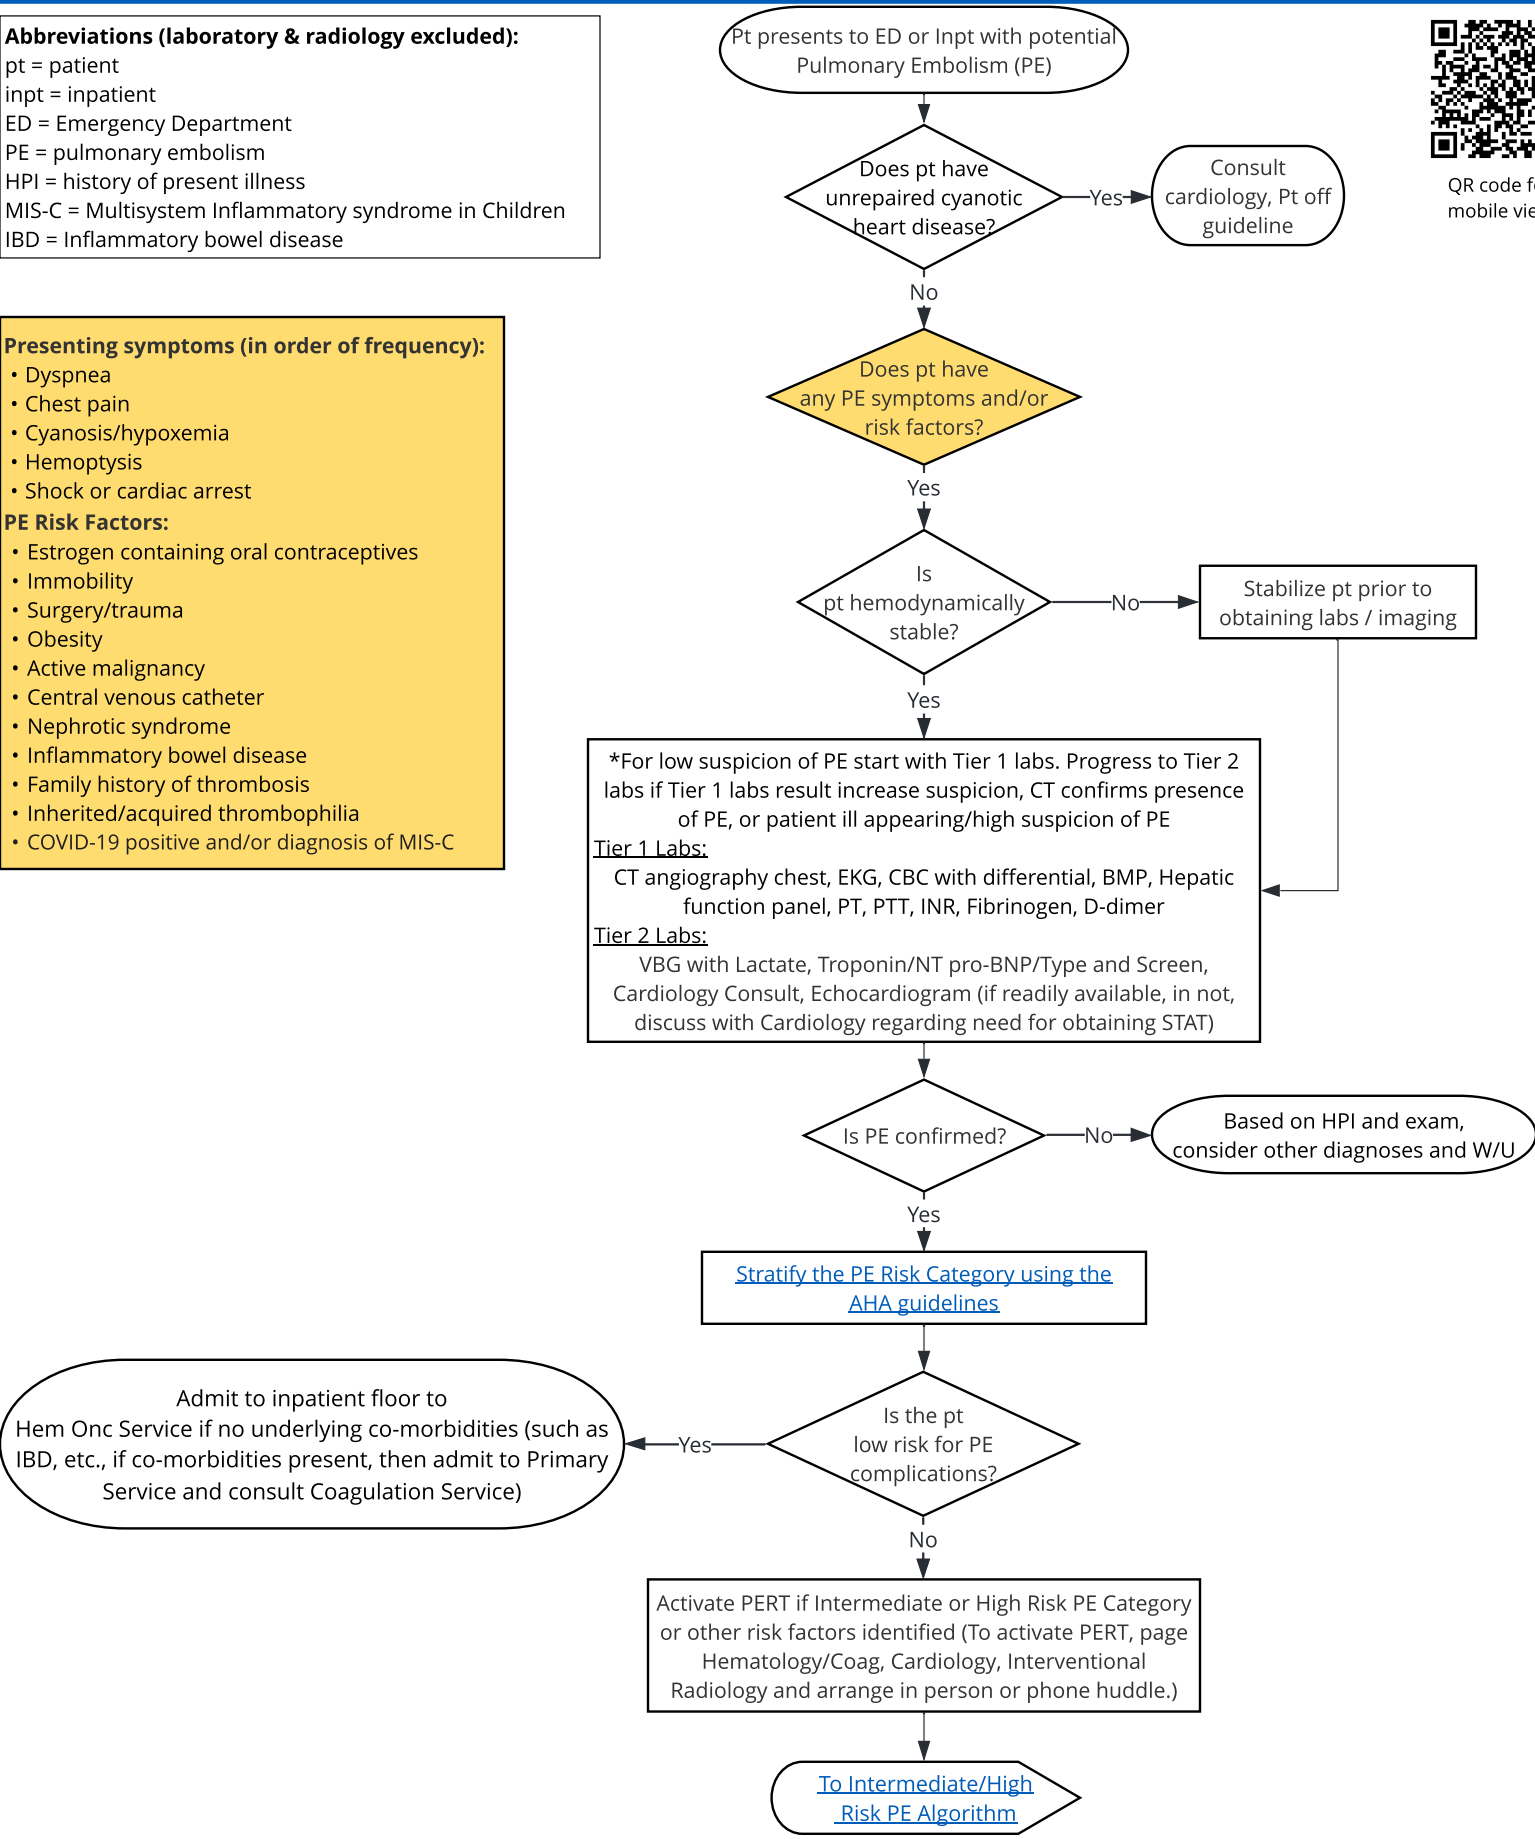 Abbreviations (laboratory & radiology excluded):
pt = patient
inpt = inpatient
ED = Emergency Department
PE = pulmonary embolism
HPI = history of present illness
MIS-C = Multisystem Inflammatory syndrome in Children
IBD = Inflammatory bowel disease
Pt presents to ED or Inpt with potential
Pulmonary Embolism (PE)
QR code f
mobile vie
Does pt have
unrepaired cyanotic
heart disease?
Yes
Consult
cardiology, Pt off
guideline
No
Presenting symptoms (in order of frequency):
• Dyspnea
• Chest pain
• Cyanosis/hypoxemia
• Hemoptysis
• Shock or cardiac arrest
PE Risk Factors:
• Estrogen containing oral contraceptives
• Immobility
• Surgery/trauma
• Obesity
• Active malignancy
• Central venous catheter
• Nephrotic syndrome
• Inflammatory bowel disease
• Family history of thrombosis
• Inherited/acquired thrombophilia
• COVID-19 positive and/or diagnosis of MIS-C
Does pt have
any PE symptoms and/or
risk factors?
Yes
Is
pt hemodynamically
stable?
No
Stabilize pt prior to
obtaining labs / imaging
Yes
*For low suspicion of PE start with Tier 1 labs. Progress to Tier 2
labs if Tier 1 labs result increase suspicion, CT confirms presence
of PE, or patient ill appearing/high suspicion of PE
Tier 1 Labs:
CT angiography chest, EKG, CBC with differential, BMP, Hepatic
function panel, PT, PTT, INR, Fibrinogen, D-dimer
Tier 2 Labs:
VBG with Lactate, Troponin/NT pro-BNP/Type and Screen,
Cardiology Consult, Echocardiogram (if readily available, in not,
discuss with Cardiology regarding need for obtaining STAT)
Is PE confirmed?
No
Based on HPI and exam,
consider other diagnoses and W/U
Yes
Stratify the PE Risk Category using the
AHA guidelines
Is the pt
low risk for PE
complications?
Yes
Admit to inpatient floor to
Hem Onc Service if no underlying co-morbidities (such as
IBD, etc., if co-morbidities present, then admit to Primary
Service and consult Coagulation Service)
No
Activate PERT if Intermediate or High Risk PE Category
or other risk factors identified (To activate PERT, page
Hematology/Coag, Cardiology, Interventional
Radiology and arrange in person or phone huddle.)
To Intermediate/High
Risk PE Algorithm